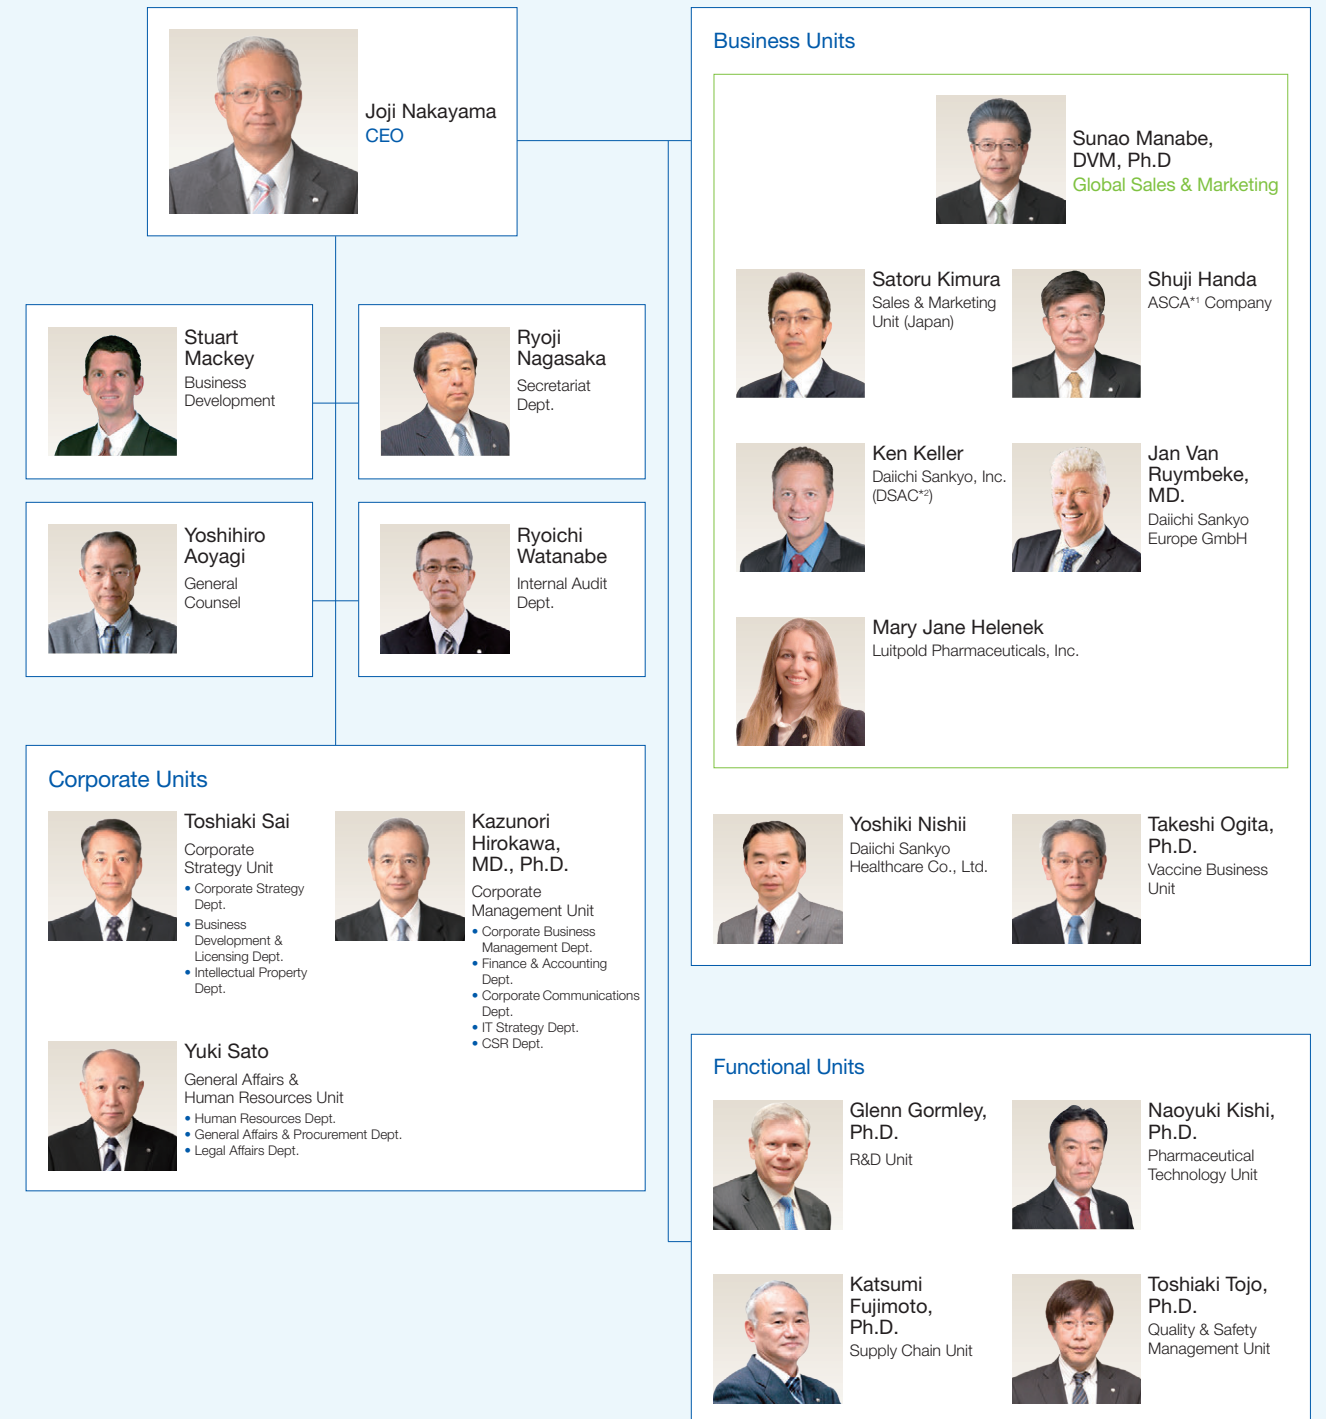 Joji Nakayama
CEO
Stuart
Mackey
Business
Development
Ryoji
Nagasaka
Secretariat
Dept.
Yoshihiro
Aoyagi
General
Counsel
Ryoichi
Watanabe
Internal Audit
Dept.
Corporate Units
Toshiaki Sai
Corporate
Strategy Unit
• Corporate Strategy
Dept.
• Business
Development &
Licensing Dept.
• Intellectual Property
Dept.
Kazunori
Hirokawa,
MD., Ph.D.
Corporate
Management Unit
• Corporate Business
Management Dept.
• Finance & Accounting
Dept.
• Corporate Communications
Dept.
• IT Strategy Dept.
• CSR Dept.
Yuki Sato
General Affairs &
Human Resources Unit
• Human Resources Dept.
• General Affairs & Procurement Dept.
• Legal Affairs Dept.
Business Units
Sunao Manabe,
DVM, Ph.D
Global Sales & Marketing
Satoru Kimura
Sales & Marketing
Unit (Japan)
Shuji Handa
ASCA*1 Company
Ken Keller
Daiichi Sankyo, Inc.
(DSAC*2)
Jan Van
Ruymbeke,
MD.
Daiichi Sankyo
Europe GmbH
Mary Jane Helenek
Luitpold Pharmaceuticals, Inc.
Yoshiki Nishii
Daiichi Sankyo
Healthcare Co., Ltd.
Takeshi Ogita,
Ph.D.
Vaccine Business
Unit
Functional Units
Glenn Gormley,
Ph.D.
R&D Unit
Naoyuki Kishi,
Ph.D.
Pharmaceutical
Technology Unit
Katsumi
Fujimoto,
Ph.D.
Supply Chain Unit
Toshiaki Tojo,
Ph.D.
Quality & Safety
Management Unit